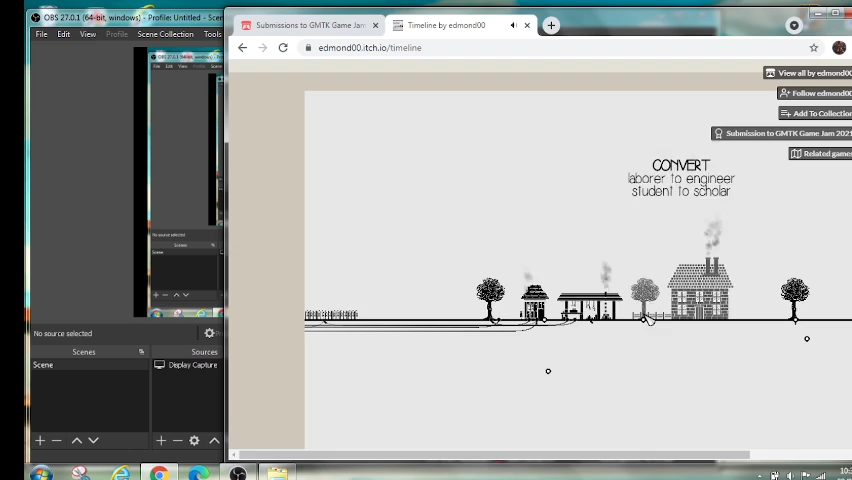 OBS 27.0.1 (64-bit, windows) - Profile: Untitled - Scen
File Edit View Profile Scene Collection Tools
No source selected
Scenes
Sources
Scene
Display Capture
Submissions to GMTK Game Jam
Timeline by edmond00
edmond00.itch.io/timeline
View all by edmond00
Follow edmond00
Add To Collection
Submission to GMTK Game Jam 2021
Related games
CONVERT
laborer to engineer
student to scholar